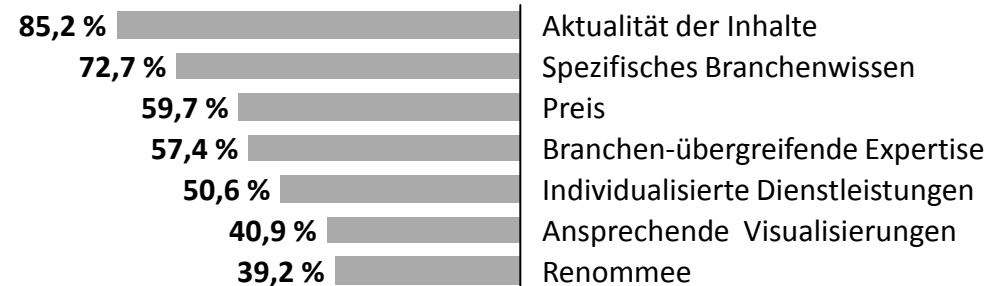 85,2 % Aktualität der Inhalte
72,7 % Spezifisches Branchenwissen
59,7 % Preis
57,4 % Branchen-übergreifende Expertise
50,6 % Individualisierte Dienstleistungen
40,9 % Ansprechende  Visualisierungen
39,2 % Renommee